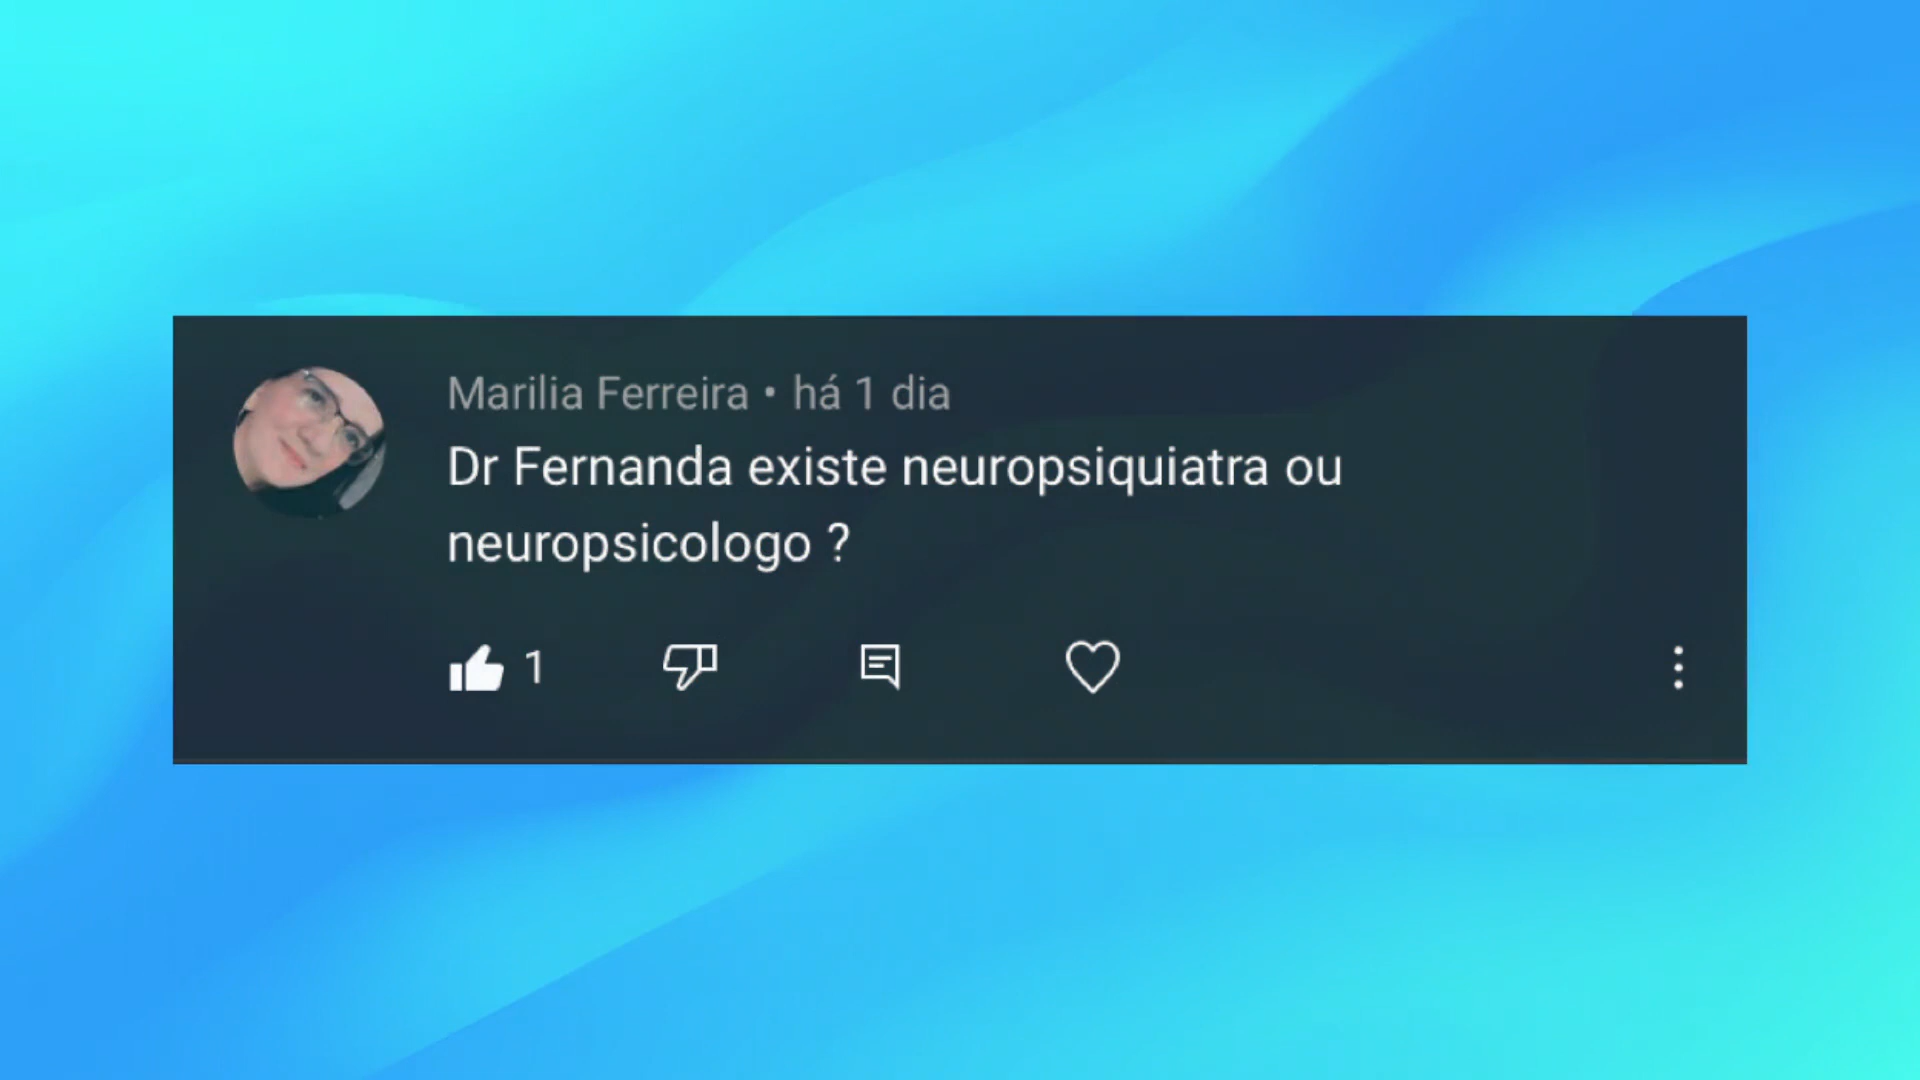 Marilia Ferreira • há 1 dia
Dr Fernanda existe neuropsiquiatra ou
neuropsicologo ?
1